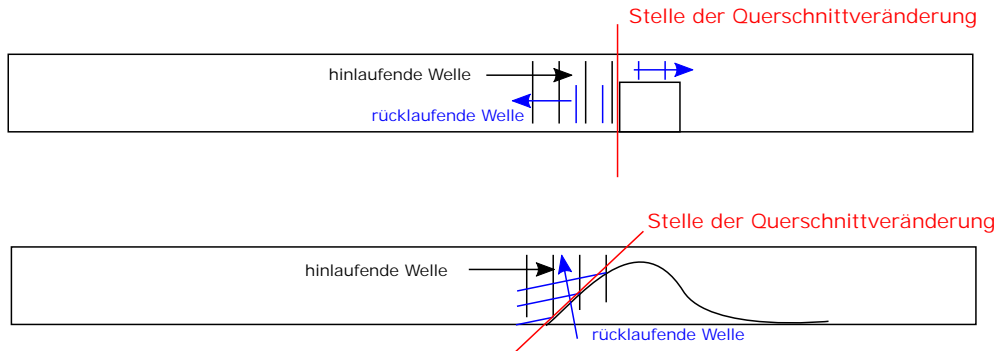 Stelle der Querschnittveränderung
hinlaufende Welle
rücklaufende Welle
Stelle der Querschnittveränderung
hinlaufende Welle
rücklaufende Welle